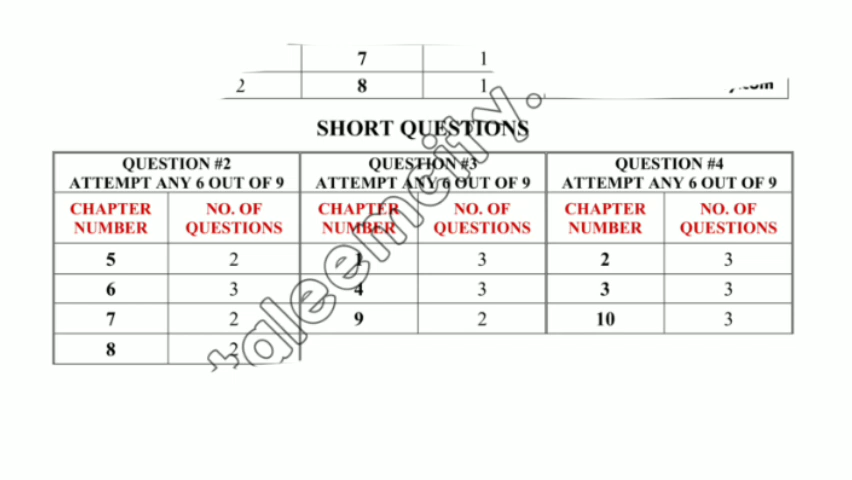 7 1
2 8 1
SHORT QUESTIONS
QUESTION #2 QUESTION #3 QUESTION #4
ATTEMPT ANY 6 OUT OF 9 ATTEMPT ANY 6 OUT OF 9 ATTEMPT ANY 6 OUT OF 9
CHAPTER NO. OF CHAPTER NO. OF CHAPTER NO. OF
NUMBER QUESTIONS NUMBER QUESTIONS NUMBER QUESTIONS
5 2 1 3 2 3
6 3 4 3 3 3
7 2 9 2 10 3
8 2
taleemcity.